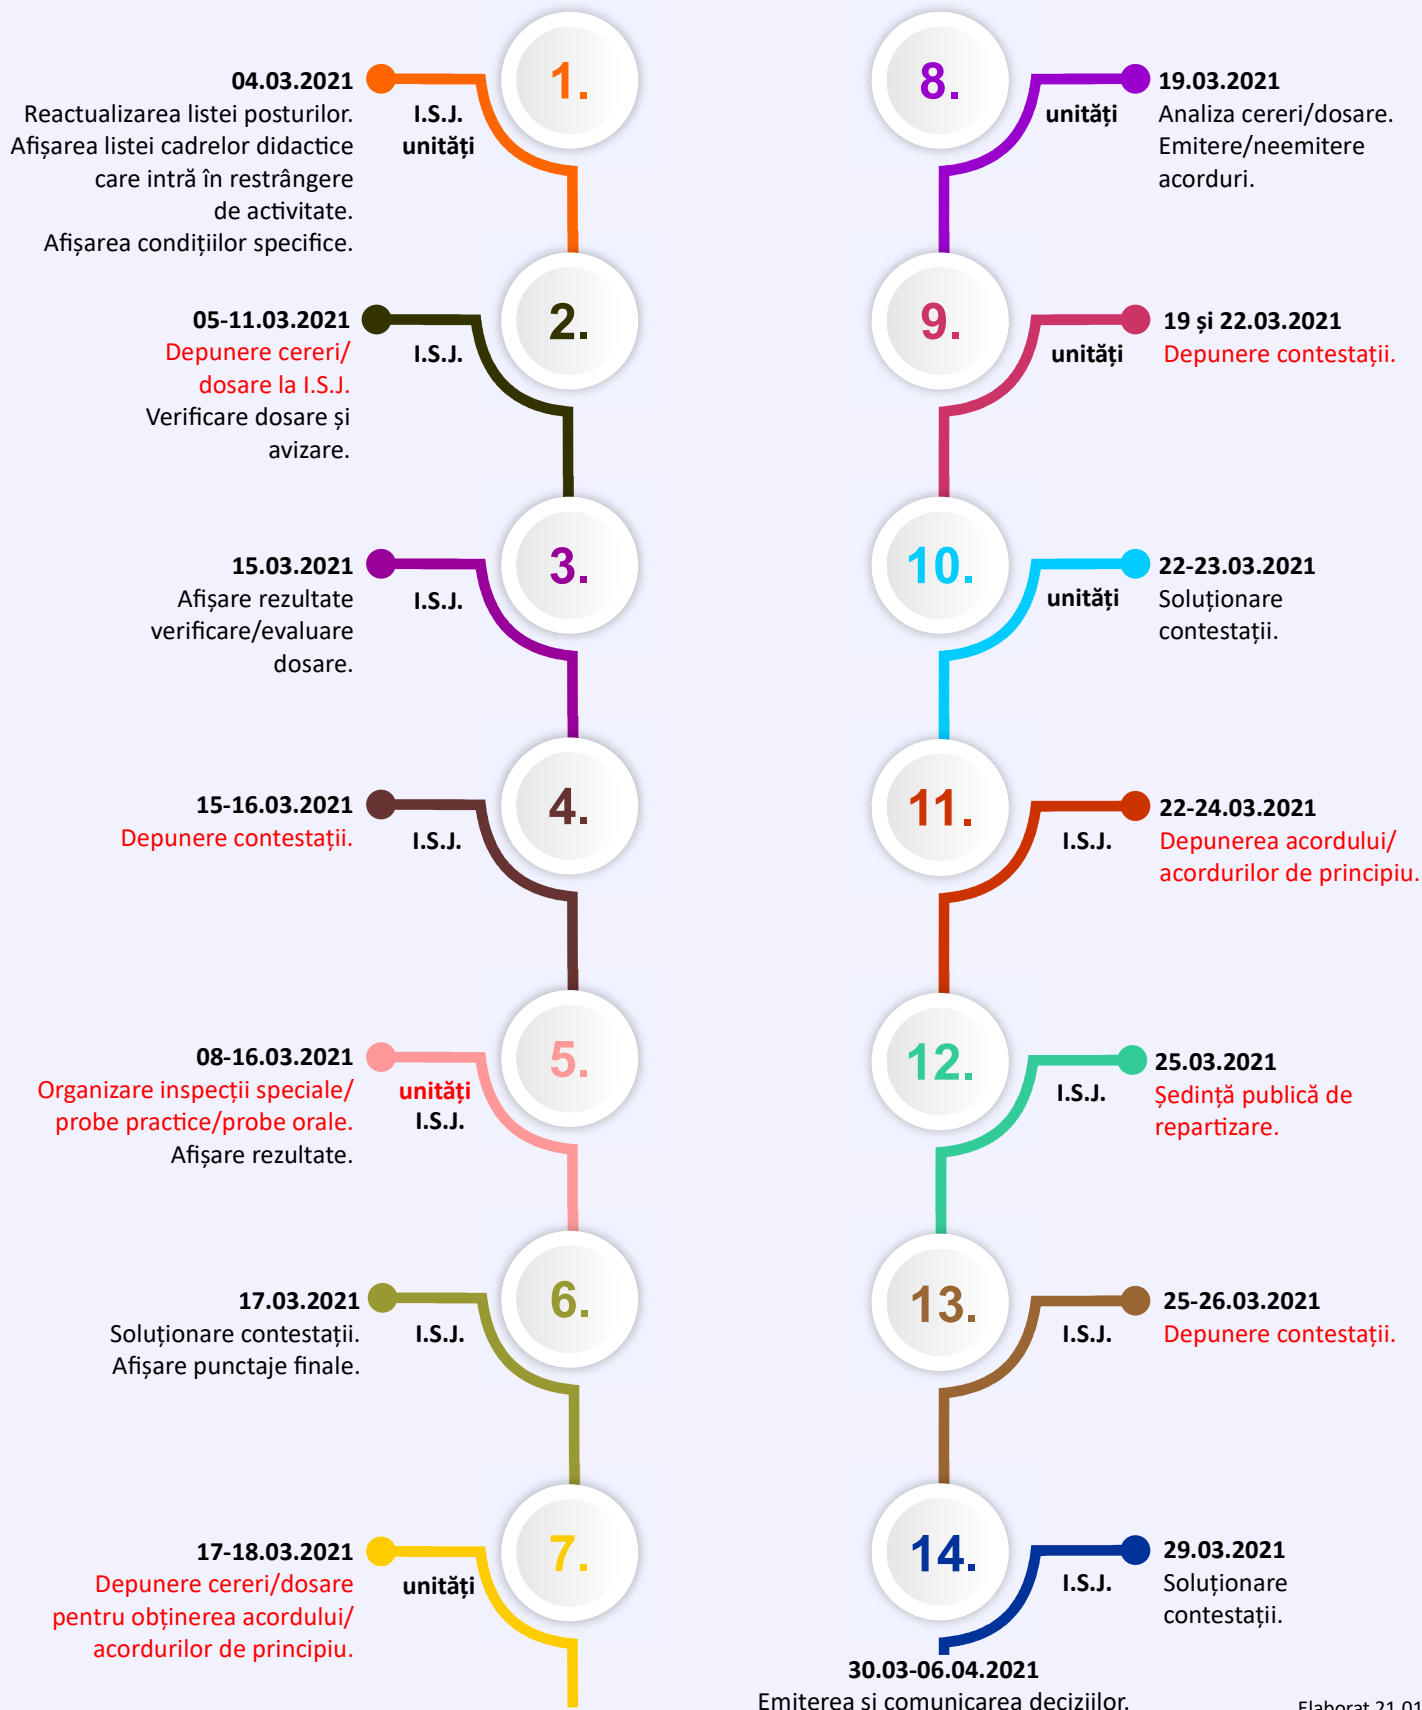 1.
04.03.2021
Reactualizarea listei posturilor.
Afișarea listei cadrelor didactice
care intră în restrângere
de activitate.
Afișarea condițiilor specifice.
I.S.J.
unități
2.
05-11.03.2021
Depunere cereri/
dosare la I.S.J.
Verificare dosare și
avizare.
I.S.J.
3.
15.03.2021
Afișare rezultate
verificare/evaluare
dosare.
I.S.J.
4.
15-16.03.2021
Depunere contestații.
I.S.J.
5.
08-16.03.2021
Organizare inspecții speciale/
probe practice/probe orale.
Afișare rezultate.
unități
I.S.J.
6.
17.03.2021
Soluționare contestații.
Afișare punctaje finale.
I.S.J.
7.
17-18.03.2021
Depunere cereri/dosare
pentru obținerea acordului/
acordurilor de principiu.
unități
8.
unități
19.03.2021
Analiza cereri/dosare.
Emitere/neemitere
acorduri.
9.
unități
19 și 22.03.2021
Depunere contestații.
10.
unități
22-23.03.2021
Soluționare
contestații.
11.
I.S.J.
22-24.03.2021
Depunerea acordului/
acordurilor de principiu.
12.
I.S.J.
25.03.2021
Ședință publică de
repartizare.
13.
I.S.J.
25-26.03.2021
Depunere contestații.
14.
I.S.J.
29.03.2021
Soluționare
contestații.
30.03-06.04.2021
Emiterea și comunicarea deciziilor.
Elaborat 21.01